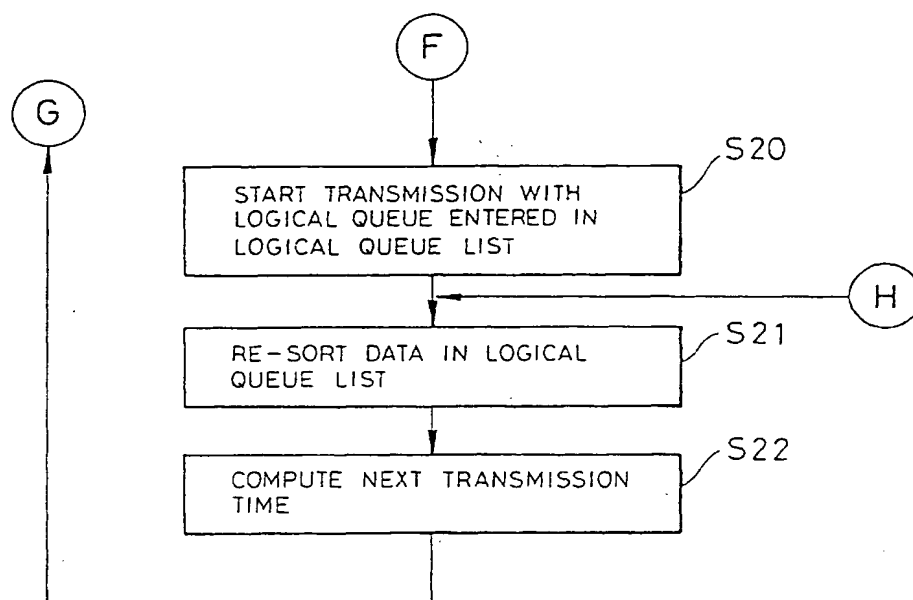 F
G
S20
START TRANSMISSION WITH
LOGICAL QUEUE ENTERED IN
LOGICAL QUEUE LIST
H
S21
RE-SORT DATA IN LOGICAL
QUEUE LIST
S22
COMPUTE NEXT TRANSMISSION
TIME